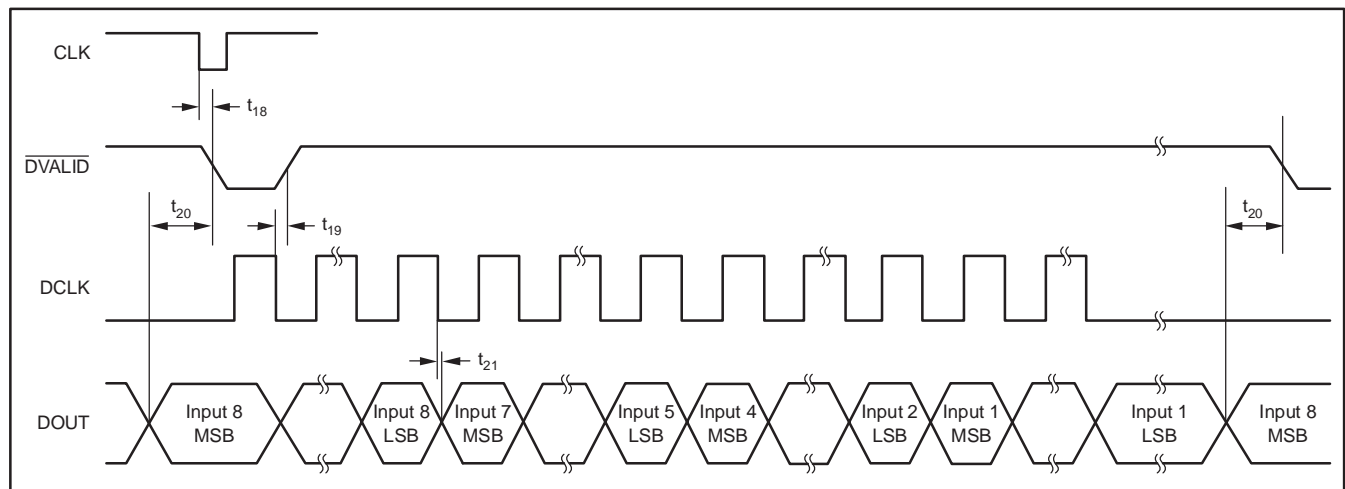 CLK
t18
DVALID
t20
t19
t20
DCLK
t21
DOUT
Input 8
MSB
Input 8
LSB
Input 7
MSB
Input 5
LSB
Input 4
MSB
Input 2
LSB
Input 1
MSB
Input 1
LSB
Input 8
MSB